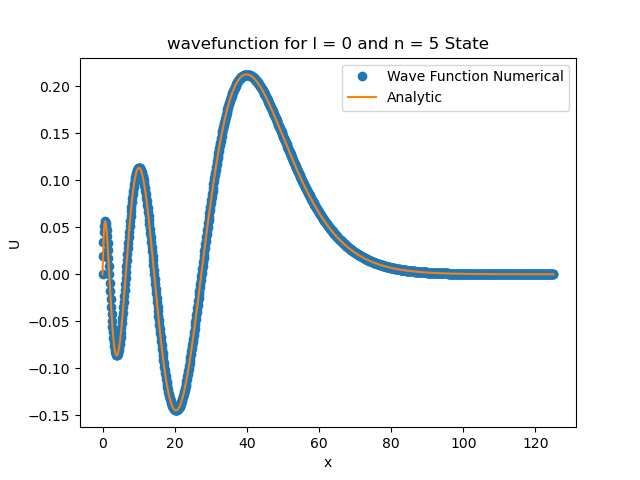 wavefunction for l = 0 and n = 5 State
Wave Function Numerical
Analytic
0.20
0.15
0.10
0.05
0.00
−0.05
−0.10
−0.15
U
0 20 40 60 80 100 120
x